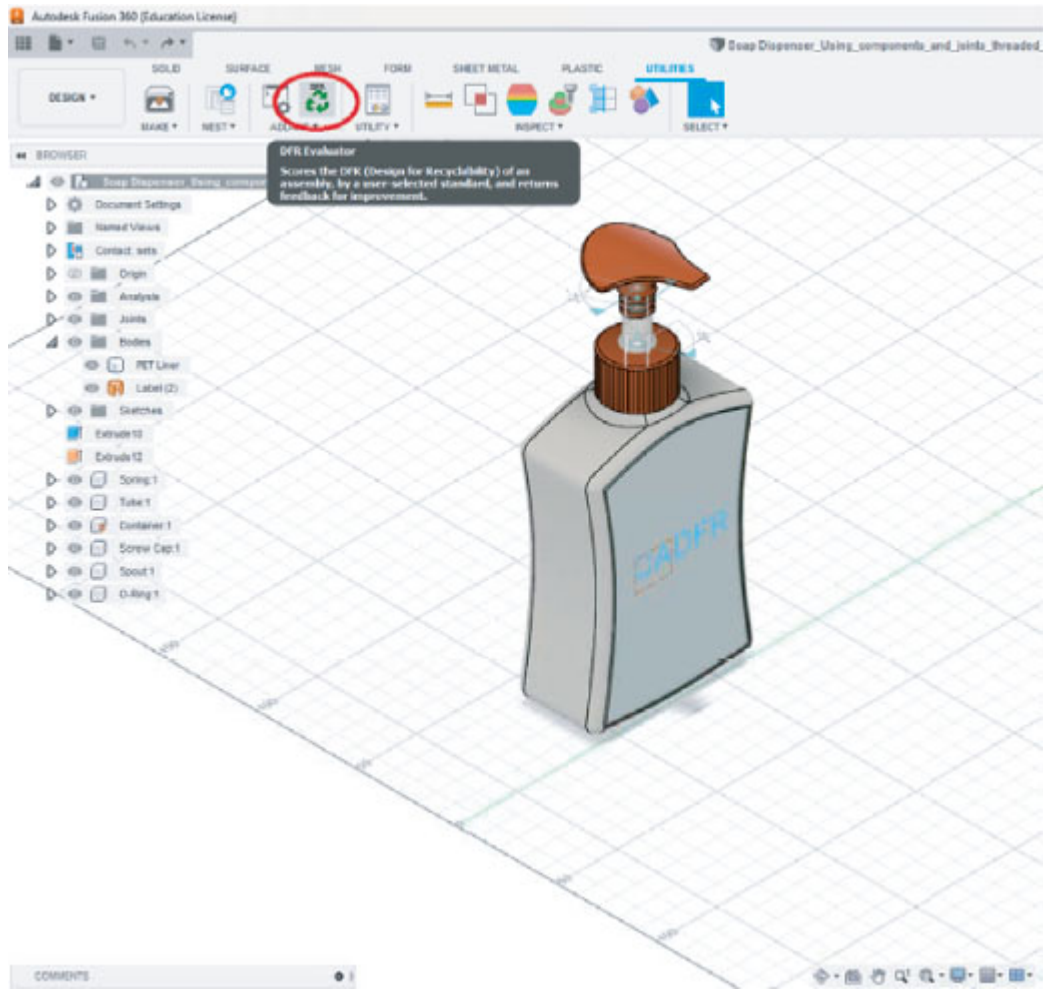 Autodesk Fusion 360 (Education License)
Soap_Dispenser_Using_components_and_joints_threaded_
SOLID SURFACE MESH FORM SHEET METAL PLASTIC UTILITIES
DESIGN
MAKE NEST UTILITY INSPECT SELECT
BROWSER
DFR Evaluator
Scores the DFR (Design for Recyclability) of an
assembly, by a user-selected standard, and returns
feedback for improvement.
Soap Dispenser_Using_compon
Document Settings
Named Views
Contact sets
Origin
Analysis
Joints
Bodies
PET Liner
Label (2)
Sketches
Extrude10
Extrude12
Spring:1
Tube:1
Container:1
Screw Cap:1
Spout:1
O-Ring:1
CADFR
COMMENTS